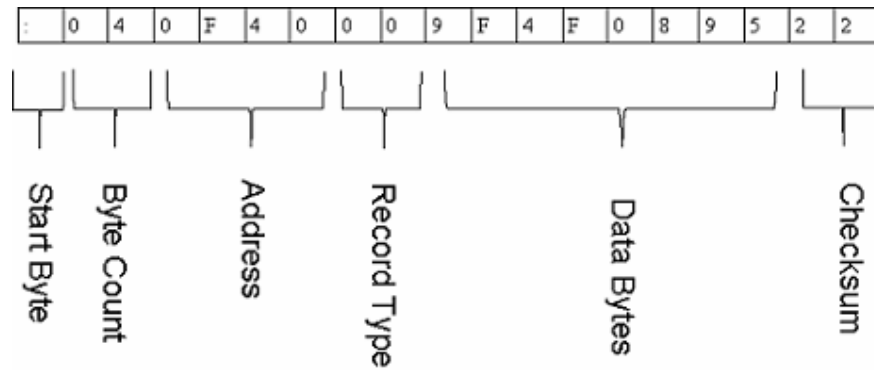 : 0 4 0 F 4 0 0 0 9 F 4 F 0 8 9 5 2 2
Start Byte
Byte Count
Address
Record Type
Data Bytes
Checksum